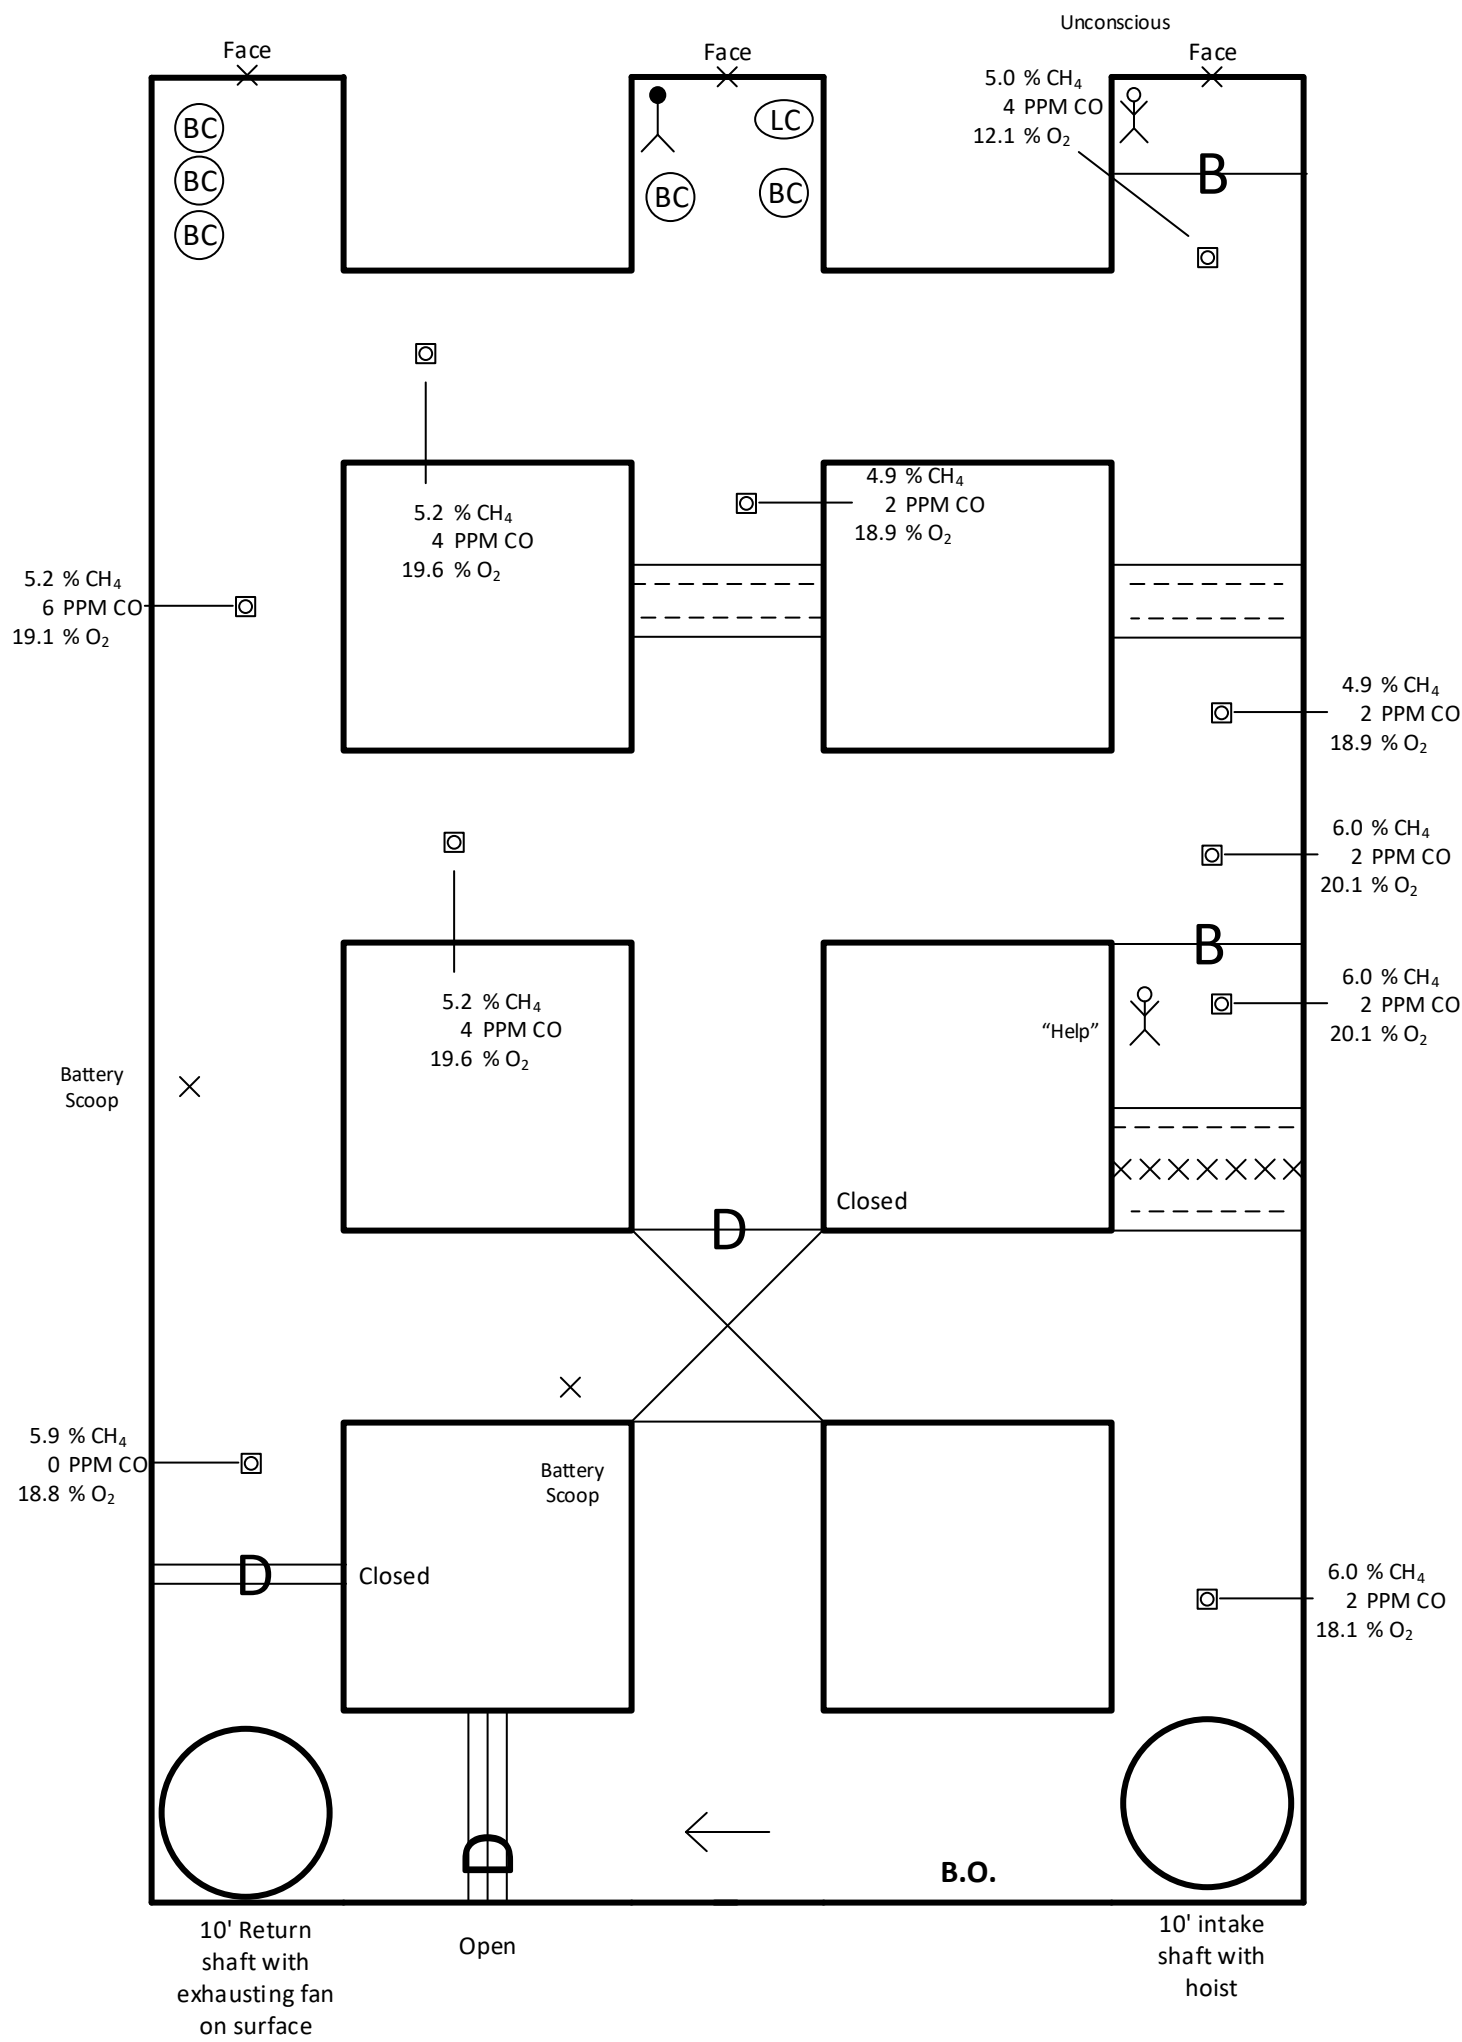 Unconscious
Face
Face
Face
5.0 % CH₄
4 PPM CO
12.1 % O₂
BC
BC
BC
LC
BC
BC
B
4.9 % CH₄
2 PPM CO
18.9 % O₂
5.2 % CH₄
4 PPM CO
19.6 % O₂
5.2 % CH₄
6 PPM CO
19.1 % O₂
4.9 % CH₄
2 PPM CO
18.9 % O₂
6.0 % CH₄
2 PPM CO
20.1 % O₂
B
6.0 % CH₄
2 PPM CO
20.1 % O₂
“Help”
5.2 % CH₄
4 PPM CO
19.6 % O₂
Battery
Scoop
Closed
D
5.9 % CH₄
0 PPM CO
18.8 % O₂
Battery
Scoop
D
Closed
6.0 % CH₄
2 PPM CO
18.1 % O₂
D
B.O.
10' Return
shaft with
exhausting fan
on surface
Open
10' intake
shaft with
hoist